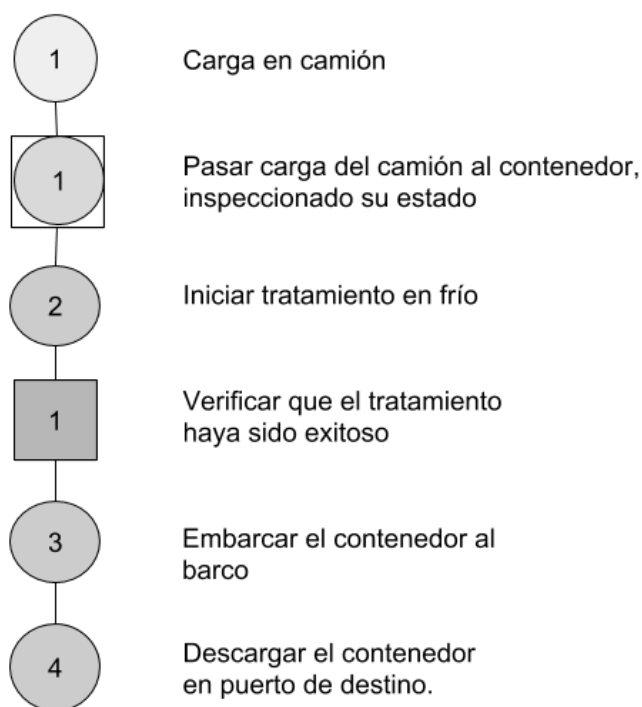 1 Carga en camión
1 Pasar carga del camión al contenedor,
inspeccionado su estado
2 Iniciar tratamiento en frío
1 Verificar que el tratamiento
haya sido exitoso
3 Embarcar el contenedor al
barco
4 Descargar el contenedor
en puerto de destino.